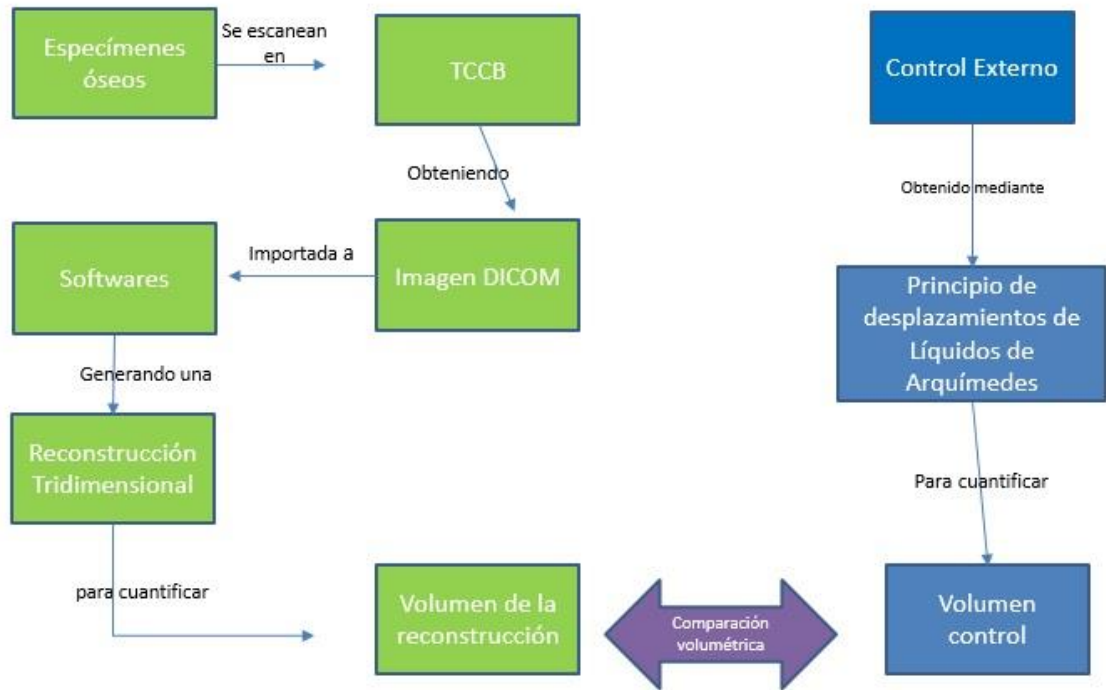 Especímenes
óseos
Se escanean
en
TCCB
Control Externo
Obteniendo
Obtenido mediante
Softwares
Importada a
Imagen DICOM
Principio de
desplazamientos de
Líquidos de
Arquímedes
Generando una
Reconstrucción
Tridimensional
Para cuantificar
para cuantificar
Volumen de la
reconstrucción
Comparación
volumétrica
Volumen
control